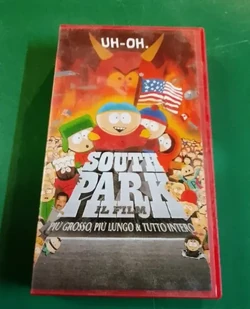 UH-OH.
SOUTH
PARK
IL FILM
PIÙ GROSSO, PIÙ LUNGO & TUTTO INTERO